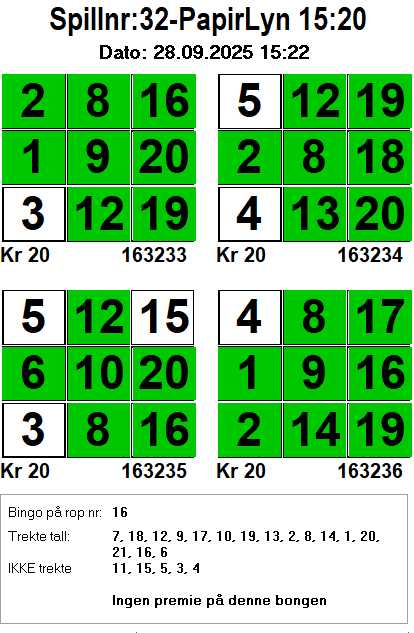 Spillnr:32-PapirLyn 15:20
Dato: 28.09.2025 15:22
2 8 16
1 9 20
3 12 19
Kr 20 163233
5 12 19
2 8 18
4 13 20
Kr 20 163234
5 12 15
6 10 20
3 8 16
Kr 20 163235
4 8 17
1 9 16
2 14 19
Kr 20 163236
Bingo på rop nr: 16
Trekte tall: 7, 18, 12, 9, 17, 10, 19, 13, 2, 8, 14, 1, 20,
21, 16, 6
IKKE trekte 11, 15, 5, 3, 4
Ingen premie på denne bongen